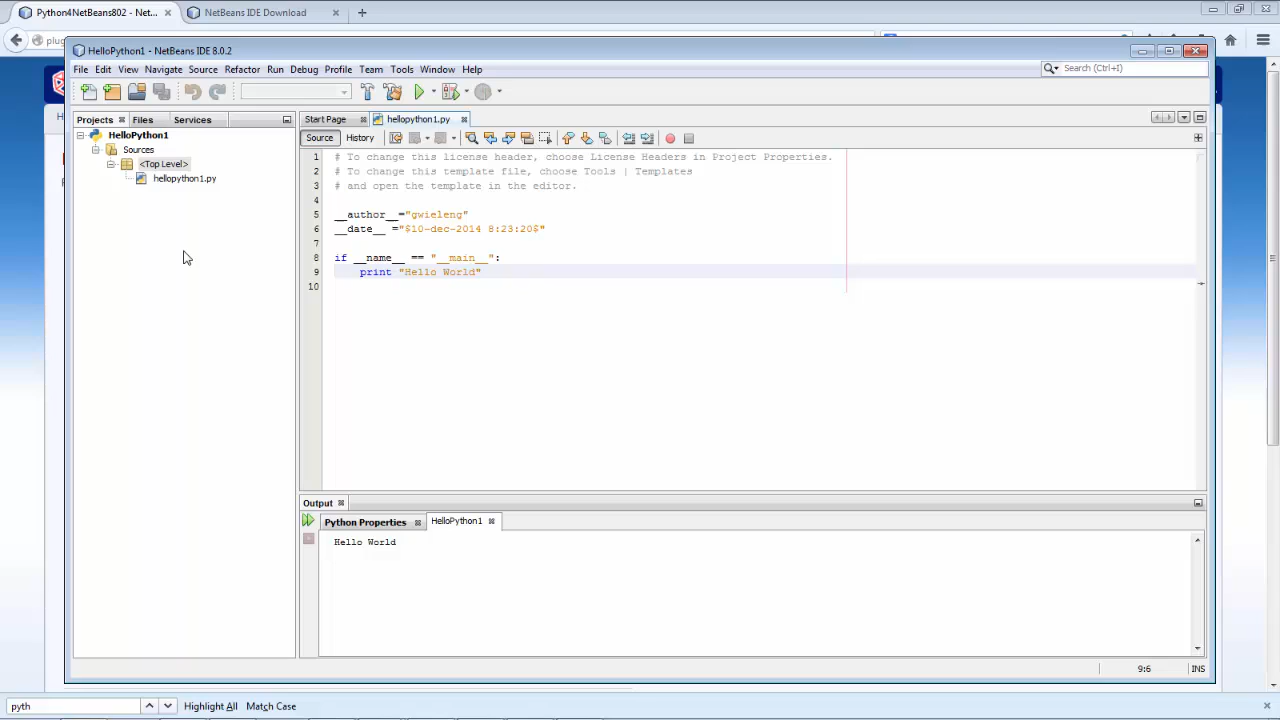 Python4NetBeans802 - Net...
NetBeans IDE Download
plug
HelloPython1 - NetBeans IDE 8.0.2
File Edit View Navigate Source Refactor Run Debug Profile Team Tools Window Help
Search (Ctrl+I)
Projects Files Services
Start Page hellopython1.py
HelloPython1
Sources
<Top Level>
hellopython1.py
Source History
1 # To change this license header, choose License Headers in Project Properties.
2 # To change this template file, choose Tools | Templates
3 # and open the template in the editor.
4
5 __author__="gwieleng"
6 __date__ ="$10-dec-2014 8:23:20$"
7
8 if __name__ == "__main__":
9 print "Hello World"
10
Output
Python Properties HelloPython1
Hello World
9:6 INS
pyth Highlight All Match Case